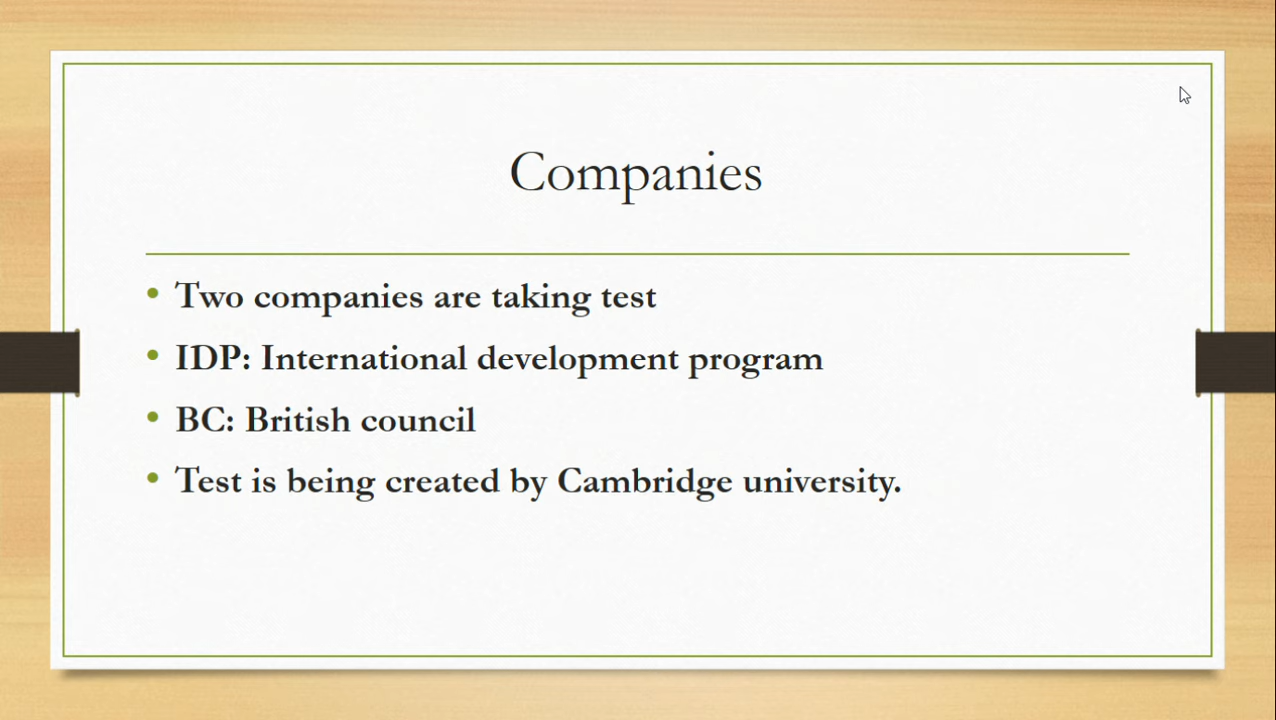 Companies
• Two companies are taking test
• IDP: International development program
• BC: British council
• Test is being created by Cambridge university.